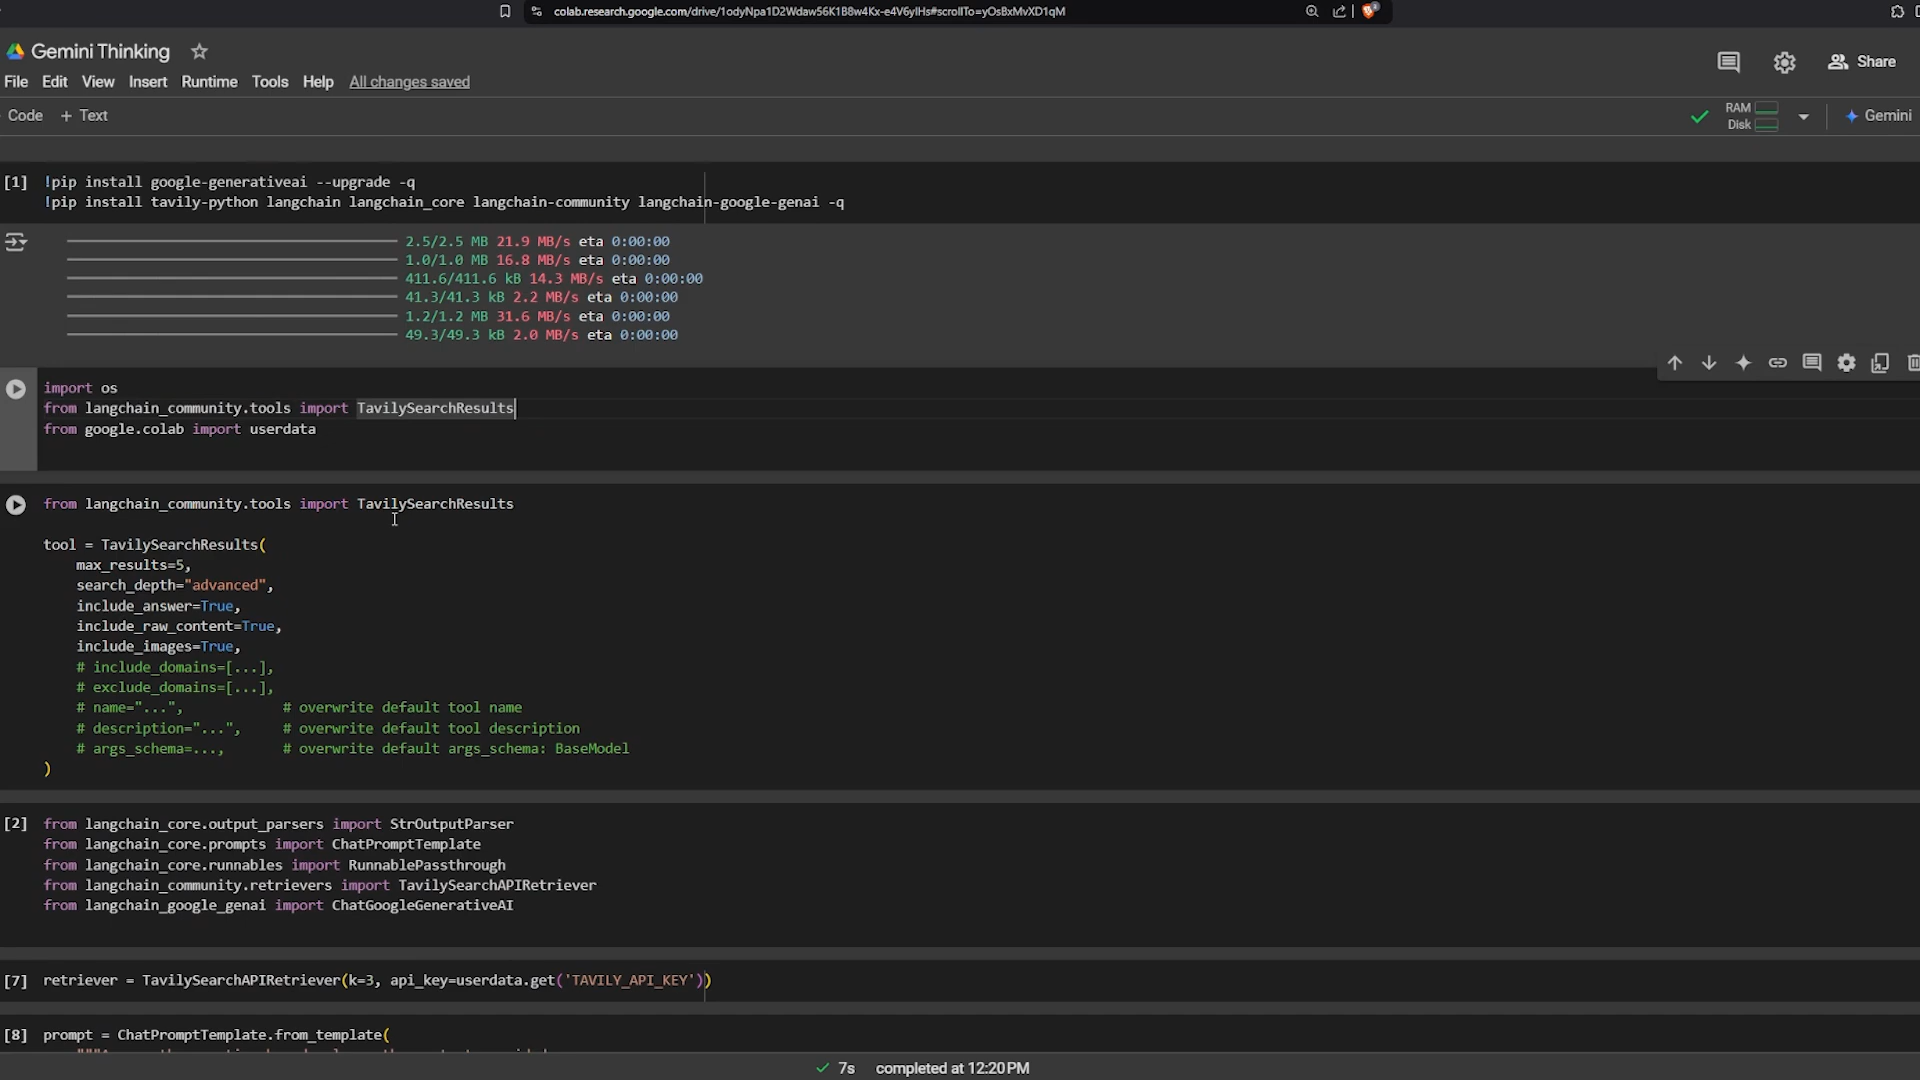 colab.research.google.com/drive/1odyNpa1D2Wdaw56K1B8w4Kx-e4V6yIHs#scrollTo=yOsBxMvXD1qM
Gemini Thinking
File Edit View Insert Runtime Tools Help All changes saved
Share
Code + Text
RAM
Disk
Gemini
[1] !pip install google-generativeai --upgrade -q
!pip install tavily-python langchain langchain_core langchain-community langchain-google-genai -q
2.5/2.5 MB 21.9 MB/s eta 0:00:00
1.0/1.0 MB 16.8 MB/s eta 0:00:00
411.6/411.6 kB 14.3 MB/s eta 0:00:00
41.3/41.3 kB 2.2 MB/s eta 0:00:00
1.2/1.2 MB 31.6 MB/s eta 0:00:00
49.3/49.3 kB 2.0 MB/s eta 0:00:00
import os
from langchain_community.tools import TavilySearchResults
from google.colab import userdata
from langchain_community.tools import TavilySearchResults
tool = TavilySearchResults(
max_results=5,
search_depth="advanced",
include_answer=True,
include_raw_content=True,
include_images=True,
# include_domains=[...],
# exclude_domains=[...],
# name="...", # overwrite default tool name
# description="...", # overwrite default tool description
# args_schema=..., # overwrite default args_schema: BaseModel
)
[2] from langchain_core.output_parsers import StrOutputParser
from langchain_core.prompts import ChatPromptTemplate
from langchain_core.runnables import RunnablePassthrough
from langchain_community.retrievers import TavilySearchAPIRetriever
from langchain_google_genai import ChatGoogleGenerativeAI
[7] retriever = TavilySearchAPIRetriever(k=3, api_key=userdata.get('TAVILY_API_KEY'))
[8] prompt = ChatPromptTemplate.from_template(
7s completed at 12:20 PM